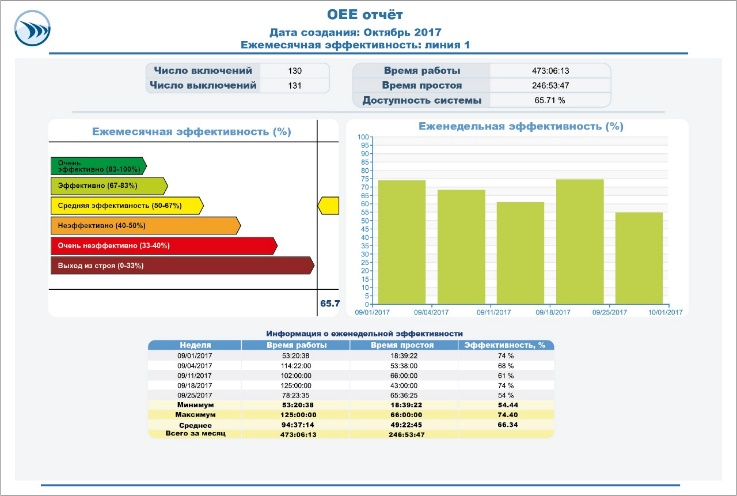 OEE отчёт
Дата создания: Октябрь 2017
Ежемесячная эффективность: линия 1
Число включений 130
Число выключений 131
Время работы 473:06:13
Время простоя 246:53:47
Доступность системы 65.71 %
Ежемесячная эффективность (%)
Очень
эффективно (83-100%)
Эффективно (67-83%)
Средняя эффективность (50-67%)
Неэффективно (40-50%)
Очень неэффективно (33-40%)
Выход из строя (0-33%)
65.7
Еженедельная эффективность (%)
100
95
90
85
80
75
70
65
60
55
50
45
40
35
30
25
20
15
10
5
0
09/01/2017 09/04/2017 09/11/2017 09/18/2017 09/25/2017 10/01/2017
Информация о еженедельной эффективности
Неделя Время работы Время простоя Эффективность, %
09/01/2017 53:20:38 18:39:22 74 %
09/04/2017 114:22:00 53:38:00 68 %
09/11/2017 102:00:00 66:00:00 61 %
09/18/2017 125:00:00 43:00:00 74 %
09/25/2017 78:23:35 65:36:25 54 %
Минимум 53:20:38 18:39:22 54.44
Максимум 125:00:00 66:00:00 74.40
Среднее 94:37:14 49:22:45 66.34
Всего за месяц 473:06:13 246:53:47